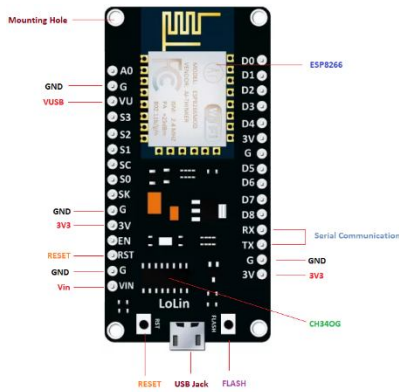 Mounting Hole
ESP8266
GND
VUSB
GND
3V3
RESET
GND
Vin
A0
G
VU
S3
S2
S1
SC
S0
SK
G
3V
EN
RST
G
VIN
D0
D1
D2
D3
D4
3V
G
D5
D6
D7
D8
RX
TX
G
3V
Serial Communication
GND
3V3
LoLin
CH34OG
RST
FLASH
RESET
USB Jack
FLASH